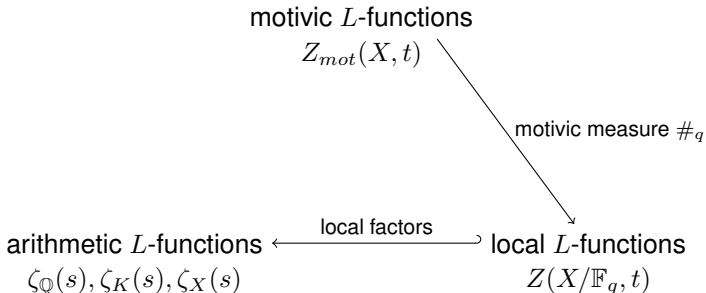 motivic L-functions
Z_{mot}(X, t)
motivic measure #_q
local factors
arithmetic L-functions
local L-functions
ζ_ℚ(s), ζ_K(s), ζ_X(s)
Z(X/𝔽_q, t)